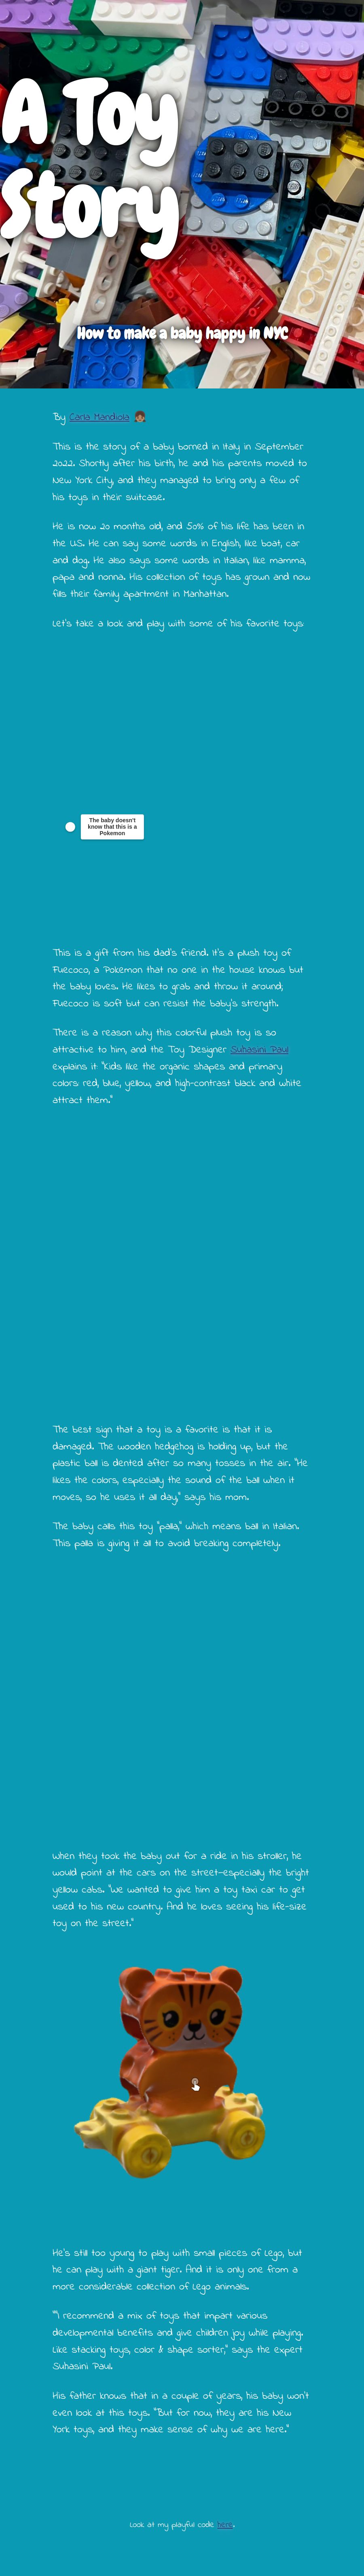 A Toy
Story
How to make a baby happy in NYC
By Carla Mandiola 👧🏽
This is the story of a baby borned in Italy in September
2022. Shortly after his birth, he and his parents moved to
New York City, and they managed to bring only a few of
his toys in their suitcase.
He is now 20 months old, and 50% of his life has been in
the U.S. He can say some words in English, like boat, car
and dog. He also says some words in Italian, like mamma,
papa and nonna. His collection of toys has grown and now
fills their family apartment in Manhattan.
Let's take a look and play with some of his favorite toys:
The baby doesn't
know that this is a
Pokemon
This is a gift from his dad's friend. It's a plush toy of
Fuecoco, a Pokemon that no one in the house knows but
the baby loves. He likes to grab and throw it around;
Fuecoco is soft but can resist the baby's strength.
There is a reason why this colorful plush toy is so
attractive to him, and the Toy Designer Suhasini Paul
explains it "Kids like the organic shapes and primary
colors: red, blue, yellow, and high-contrast black and white
attract them."
The best sign that a toy is a favorite is that it is
damaged. The wooden hedgehog is holding up, but the
plastic ball is dented after so many tosses in the air. "He
likes the colors, especially the sound of the ball when it
moves, so he uses it all day," says his mom.
The baby calls this toy "palla," which means ball in Italian.
This palla is giving it all to avoid breaking completely.
When they took the baby out for a ride in his stroller, he
would point at the cars on the street—especially the bright
yellow cabs. "We wanted to give him a toy taxi car to get
used to his new country. And he loves seeing his life-size
toy on the street."
He's still too young to play with small pieces of Lego, but
he can play with a giant tiger. And it is only one from a
more considerable collection of Lego animals.
"I recommend a mix of toys that impart various
developmental benefits and give children joy while playing.
Like stacking toys, color & shape sorter," says the expert
Suhasini Paul.
His father knows that in a couple of years, his baby won't
even look at this toys. "But for now, they are his New
York toys, and they make sense of why we are here."
Look at my playful code here.